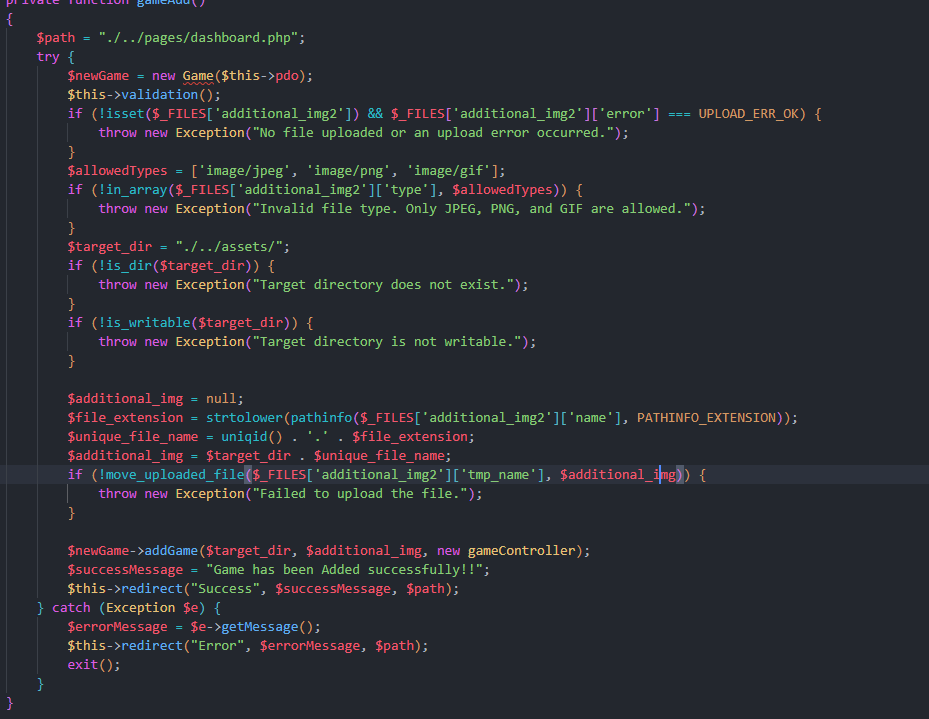 private function gameAdd()
{
$path = "./../pages/dashboard.php";
try {
$newGame = new Game($this->pdo);
$this->validation();
if (!isset($_FILES['additional_img2']) && $_FILES['additional_img2']['error'] === UPLOAD_ERR_OK) {
throw new Exception("No file uploaded or an upload error occurred.");
}
$allowedTypes = ['image/jpeg', 'image/png', 'image/gif'];
if (!in_array($_FILES['additional_img2']['type'], $allowedTypes)) {
throw new Exception("Invalid file type. Only JPEG, PNG, and GIF are allowed.");
}
$target_dir = "./../assets/";
if (!is_dir($target_dir)) {
throw new Exception("Target directory does not exist.");
}
if (!is_writable($target_dir)) {
throw new Exception("Target directory is not writable.");
}
$additional_img = null;
$file_extension = strtolower(pathinfo($_FILES['additional_img2']['name'], PATHINFO_EXTENSION));
$unique_file_name = uniqid() . '.' . $file_extension;
$additional_img = $target_dir . $unique_file_name;
if (!move_uploaded_file($_FILES['additional_img2']['tmp_name'], $additional_img)) {
throw new Exception("Failed to upload the file.");
}
$newGame->addGame($target_dir, $additional_img, new gameController);
$successMessage = "Game has been Added successfully!!";
$this->redirect("Success", $successMessage, $path);
} catch (Exception $e) {
$errorMessage = $e->getMessage();
$this->redirect("Error", $errorMessage, $path);
exit();
}
}